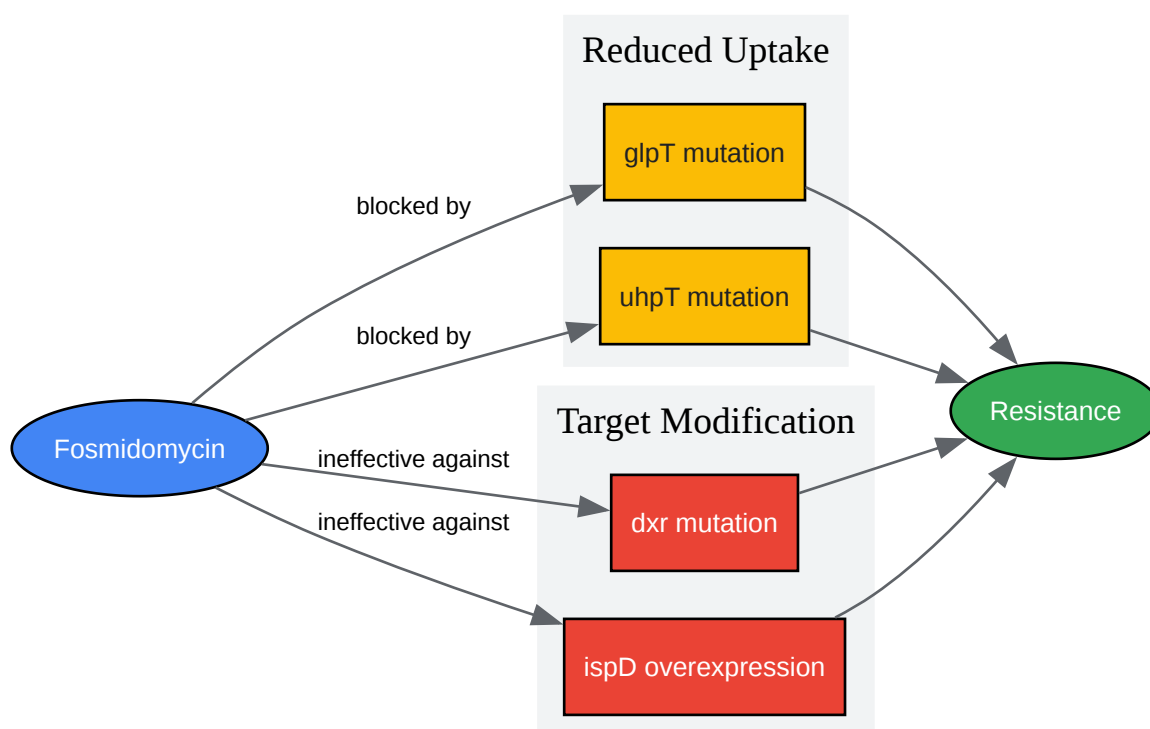 Reduced Uptake
glpT mutation
blocked by
uhpT mutation
blocked by
Resistance
Target Modification
Fosmidomycin
ineffective against
dxr mutation
ineffective against
ispD overexpression